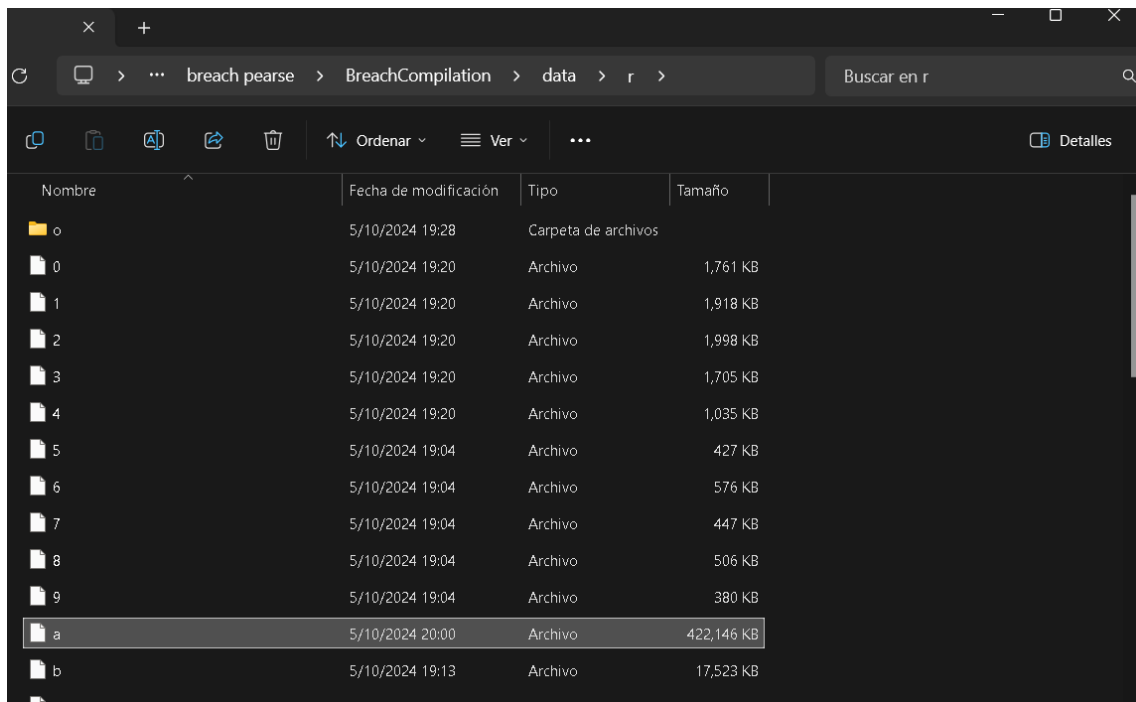 breach pearse > BreachCompilation > data > r >
Buscar en r
Ordenar Ver ... Detalles
Nombre Fecha de modificación Tipo Tamaño
o 5/10/2024 19:28 Carpeta de archivos
0 5/10/2024 19:20 Archivo 1,761 KB
1 5/10/2024 19:20 Archivo 1,918 KB
2 5/10/2024 19:20 Archivo 1,998 KB
3 5/10/2024 19:20 Archivo 1,705 KB
4 5/10/2024 19:20 Archivo 1,035 KB
5 5/10/2024 19:04 Archivo 427 KB
6 5/10/2024 19:04 Archivo 576 KB
7 5/10/2024 19:04 Archivo 447 KB
8 5/10/2024 19:04 Archivo 506 KB
9 5/10/2024 19:04 Archivo 380 KB
a 5/10/2024 20:00 Archivo 422,146 KB
b 5/10/2024 19:13 Archivo 17,523 KB